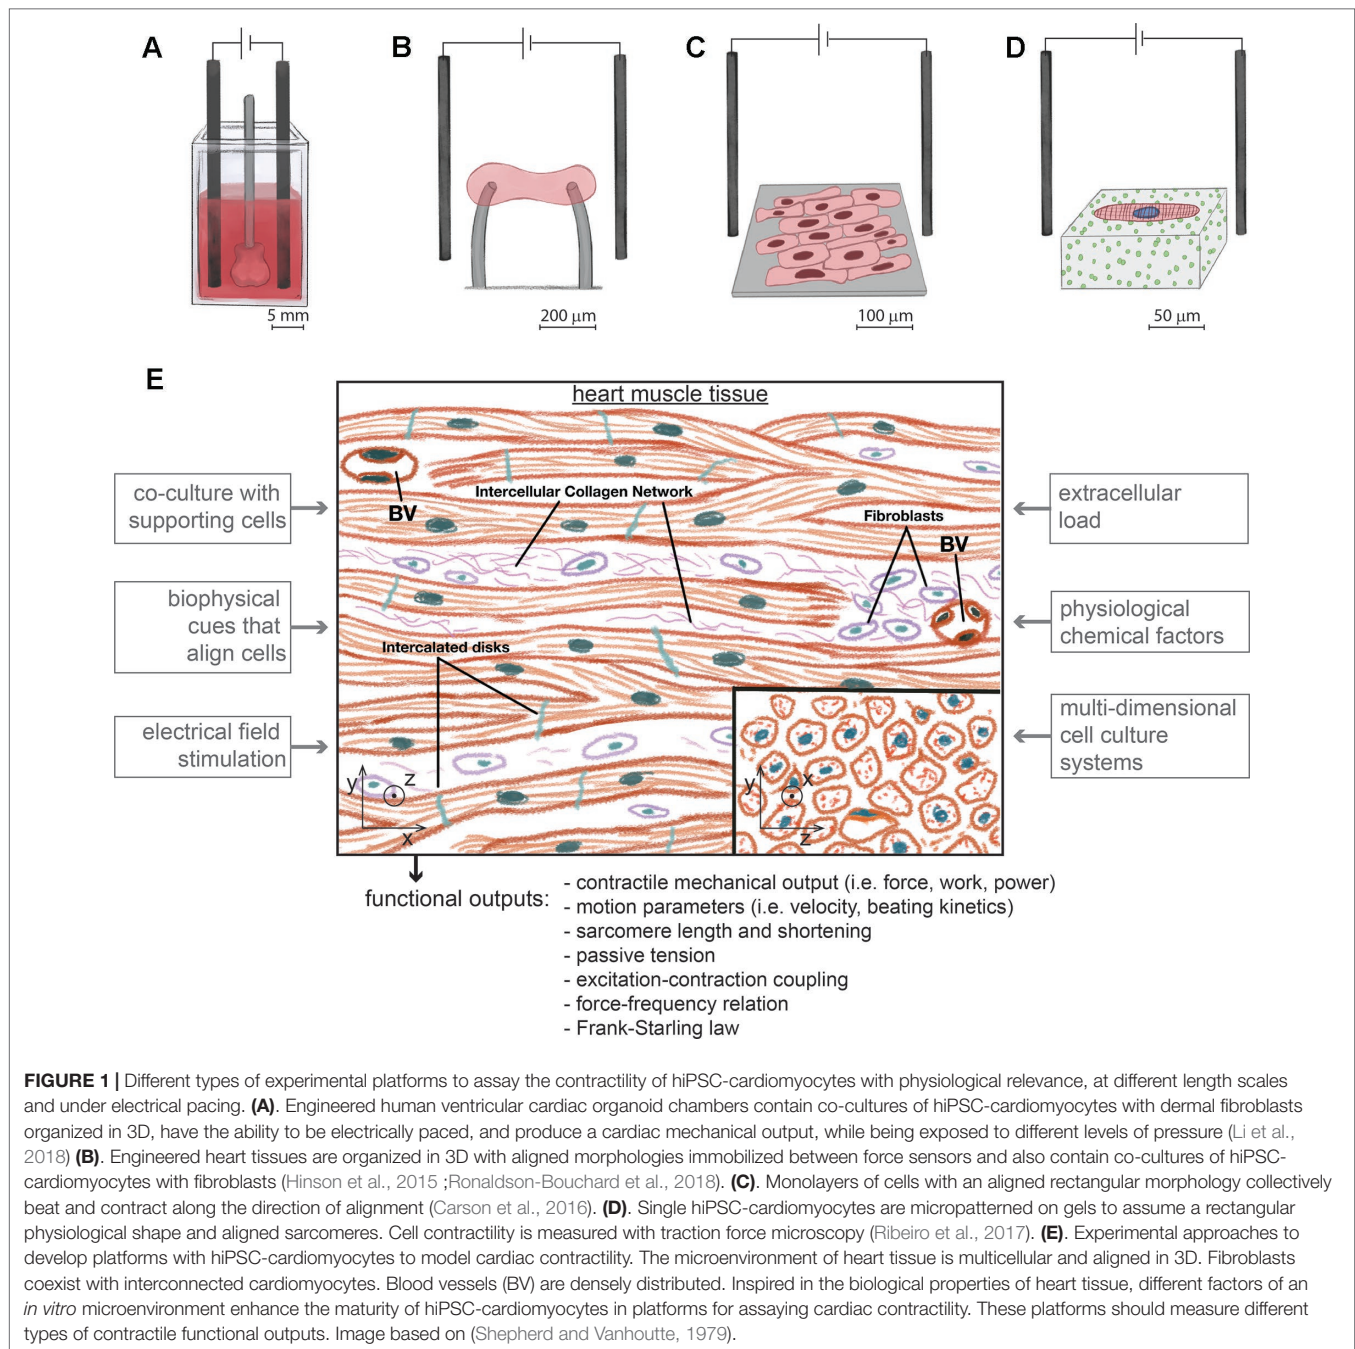 A
B
C
D
5 mm
200 µm
100 µm
50 µm
E
heart muscle tissue
co-culture with
supporting cells
biophysical
cues that
align cells
electrical field
stimulation
BV
Intercellular Collagen Network
Fibroblasts
BV
Intercalated disks
y
z
x
y
x
z
extracellular
load
physiological
chemical factors
multi-dimensional
cell culture
systems
functional outputs:
- contractile mechanical output (i.e. force, work, power)
- motion parameters (i.e. velocity, beating kinetics)
- sarcomere length and shortening
- passive tension
- excitation-contraction coupling
- force-frequency relation
- Frank-Starling law
FIGURE 1 | Different types of experimental platforms to assay the contractility of hiPSC-cardiomyocytes with physiological relevance, at different length scales
and under electrical pacing. (A). Engineered human ventricular cardiac organoid chambers contain co-cultures of hiPSC-cardiomyocytes with dermal fibroblasts
organized in 3D, have the ability to be electrically paced, and produce a cardiac mechanical output, while being exposed to different levels of pressure (Li et al.,
2018) (B). Engineered heart tissues are organized in 3D with aligned morphologies immobilized between force sensors and also contain co-cultures of hiPSC-
cardiomyocytes with fibroblasts (Hinson et al., 2015 ;Ronaldson-Bouchard et al., 2018). (C). Monolayers of cells with an aligned rectangular morphology collectively
beat and contract along the direction of alignment (Carson et al., 2016). (D). Single hiPSC-cardiomyocytes are micropatterned on gels to assume a rectangular
physiological shape and aligned sarcomeres. Cell contractility is measured with traction force microscopy (Ribeiro et al., 2017). (E). Experimental approaches to
develop platforms with hiPSC-cardiomyocytes to model cardiac contractility. The microenvironment of heart tissue is multicellular and aligned in 3D. Fibroblasts
coexist with interconnected cardiomyocytes. Blood vessels (BV) are densely distributed. Inspired in the biological properties of heart tissue, different factors of an
in vitro microenvironment enhance the maturity of hiPSC-cardiomyocytes in platforms for assaying cardiac contractility. These platforms should measure different
types of contractile functional outputs. Image based on (Shepherd and Vanhoutte, 1979).